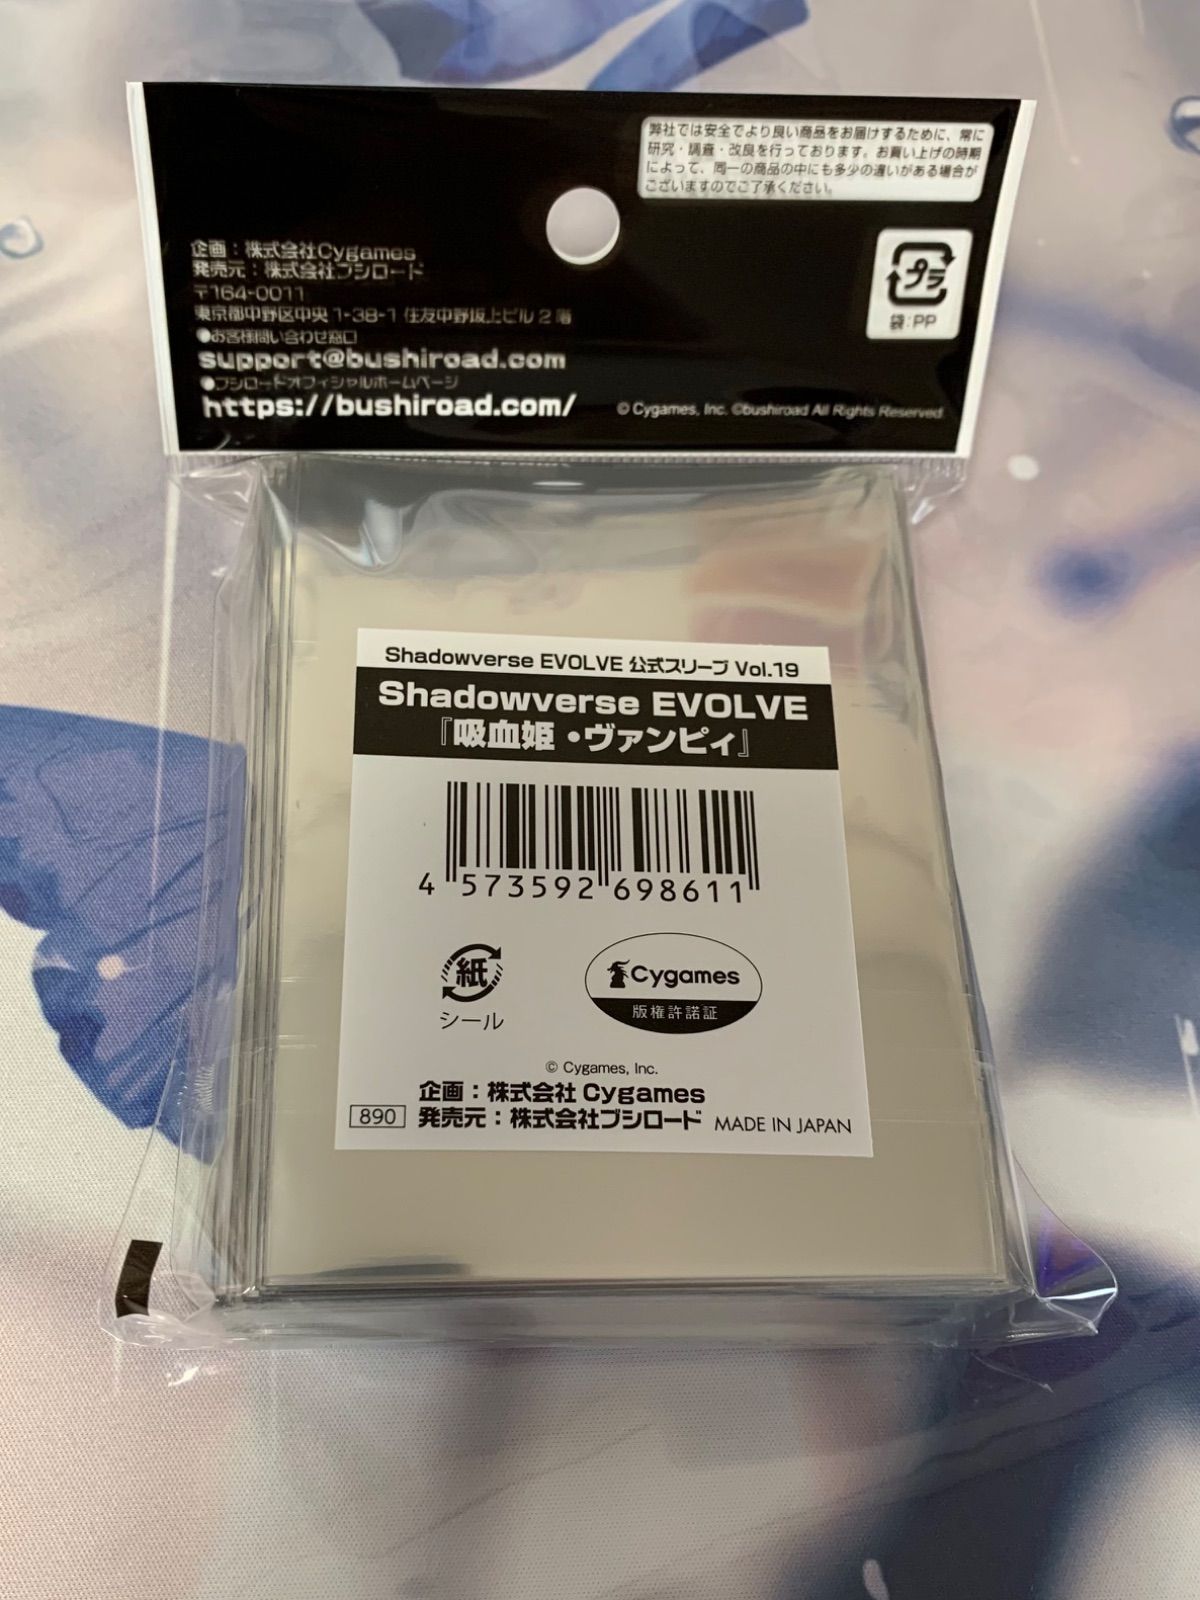 弊社では安全でより良い商品をお届けするために、常に
研究・調査・改良を行っております。お買い上げの時期
によって、同一の商品の中にも多少の違いがある場合が
ございますのでご了承ください。
プラ
袋:PP
企画:株式会社Cygames
発売元:株式会社ブシロード
〒164-0011
東京都中野区中央1-38-1 住友中野坂上ビル2階
●お客様問い合わせ窓口
support@bushiroad.com
●ブシロードオフィシャルホームページ
https://bushiroad.com/
© Cygames, Inc. ©bushiroad All Rights Reserved.
Shadowverse EVOLVE 公式スリーブ Vol.19
Shadowverse EVOLVE
『吸血姫・ヴァンピィ』
4 573592 698611
紙
シール
Cygames
版権許諾証
© Cygames, Inc.
企画:株式会社 Cygames
890 発売元:株式会社ブシロード MADE IN JAPAN